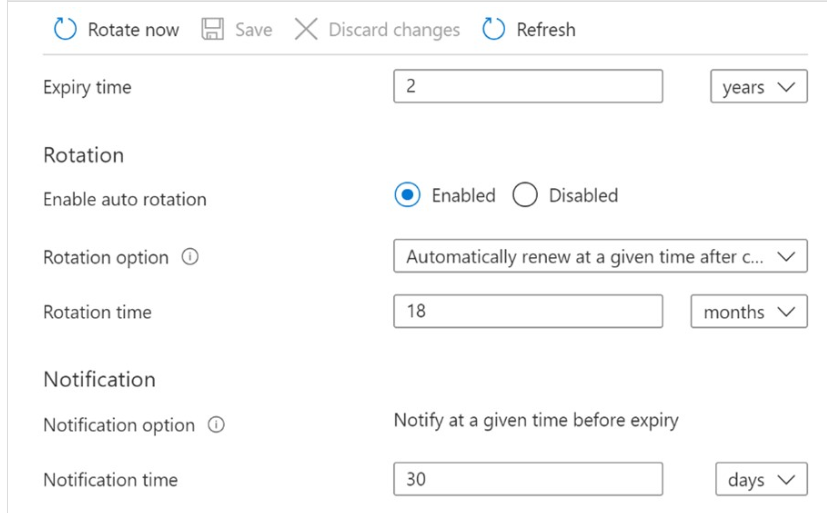 Rotate now Save Discard changes Refresh
Expiry time 2 years
Rotation
Enable auto rotation Enabled Disabled
Rotation option Automatically renew at a given time after c...
Rotation time 18 months
Notification
Notification option Notify at a given time before expiry
Notification time 30 days